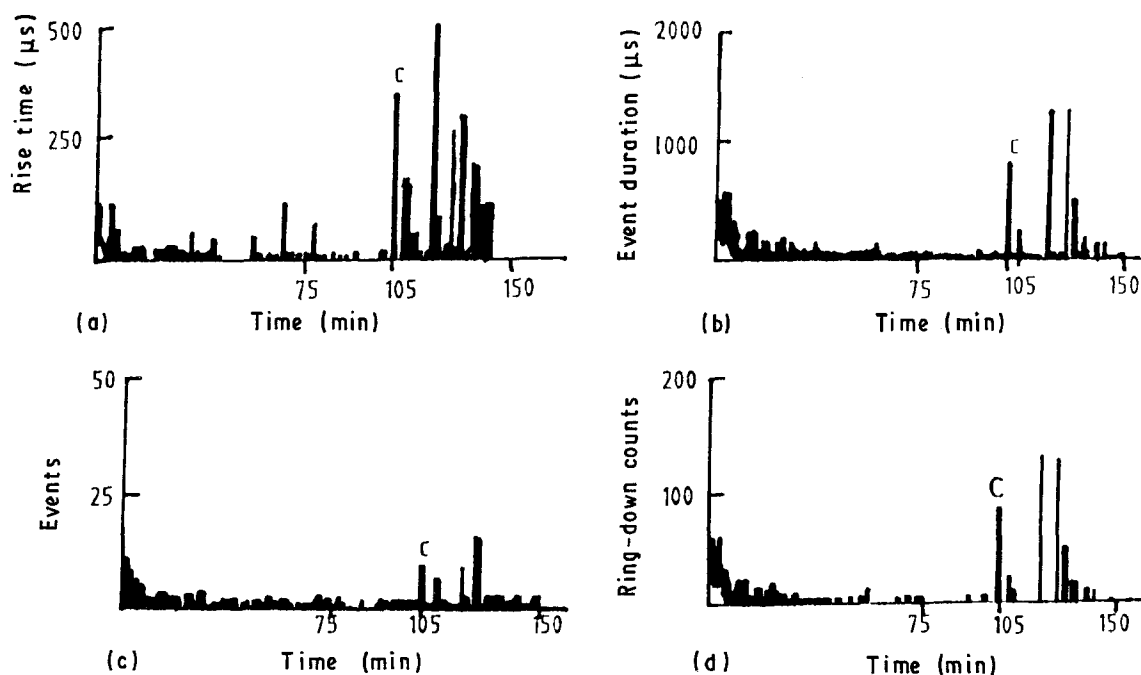 500
250
Rise time (μs)
C
75
105
150
(a)
Time (min)
2000
1000
Event duration (μs)
C
75
105
150
(b)
Time (min)
50
25
Events
C
75
105
150
(c)
Time (min)
200
100
Ring-down counts
C
75
105
150
(d)
Time (min)